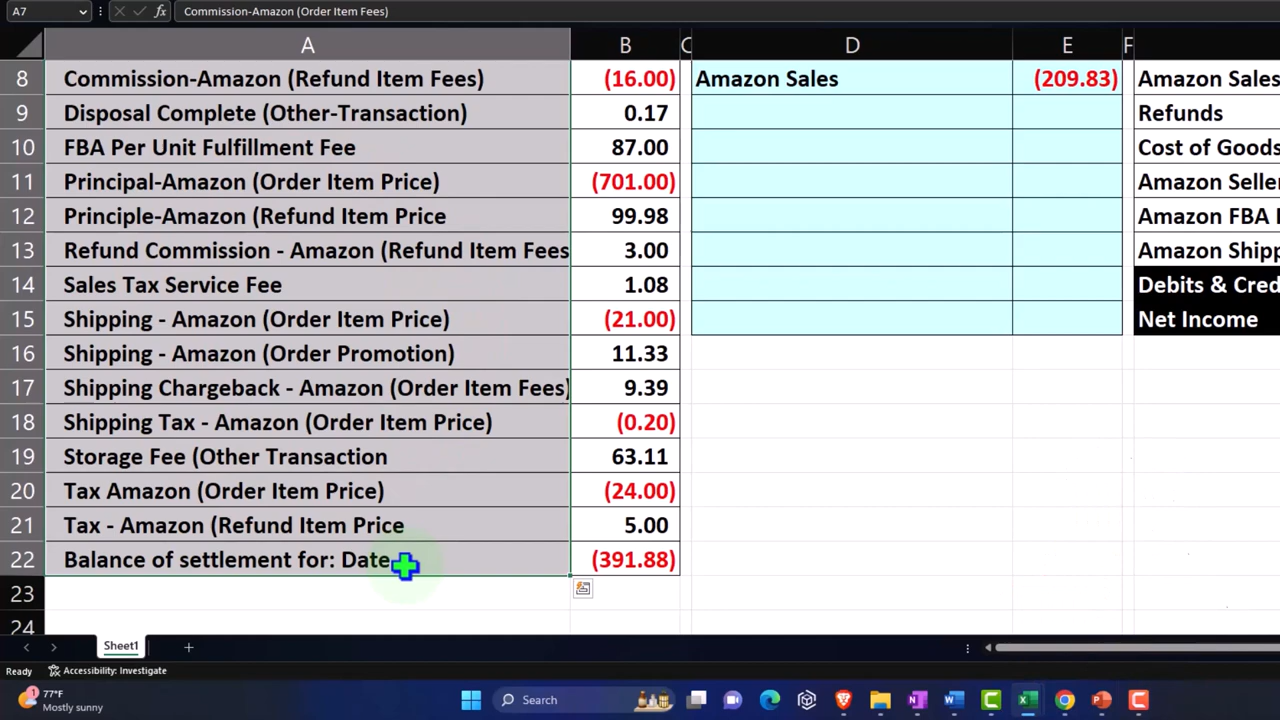 A7 fx Commission-Amazon (Order Item Fees)
A B C D E F
8 Commission-Amazon (Refund Item Fees) (16.00) Amazon Sales (209.83) Amazon Sales
9 Disposal Complete (Other-Transaction) 0.17 Refunds
10 FBA Per Unit Fulfillment Fee 87.00 Cost of Goods
11 Principal-Amazon (Order Item Price) (701.00) Amazon Seller
12 Principle-Amazon (Refund Item Price 99.98 Amazon FBA
13 Refund Commission - Amazon (Refund Item Fees 3.00 Amazon Shipp
14 Sales Tax Service Fee 1.08 Debits & Cred
15 Shipping - Amazon (Order Item Price) (21.00) Net Income
16 Shipping - Amazon (Order Promotion) 11.33
17 Shipping Chargeback - Amazon (Order Item Fees) 9.39
18 Shipping Tax - Amazon (Order Item Price) (0.20)
19 Storage Fee (Other Transaction 63.11
20 Tax Amazon (Order Item Price) (24.00)
21 Tax - Amazon (Refund Item Price 5.00
22 Balance of settlement for: Date (391.88)
23
24
Sheet1
Ready Accessibility: Investigate
1 77°F
Mostly sunny
Search